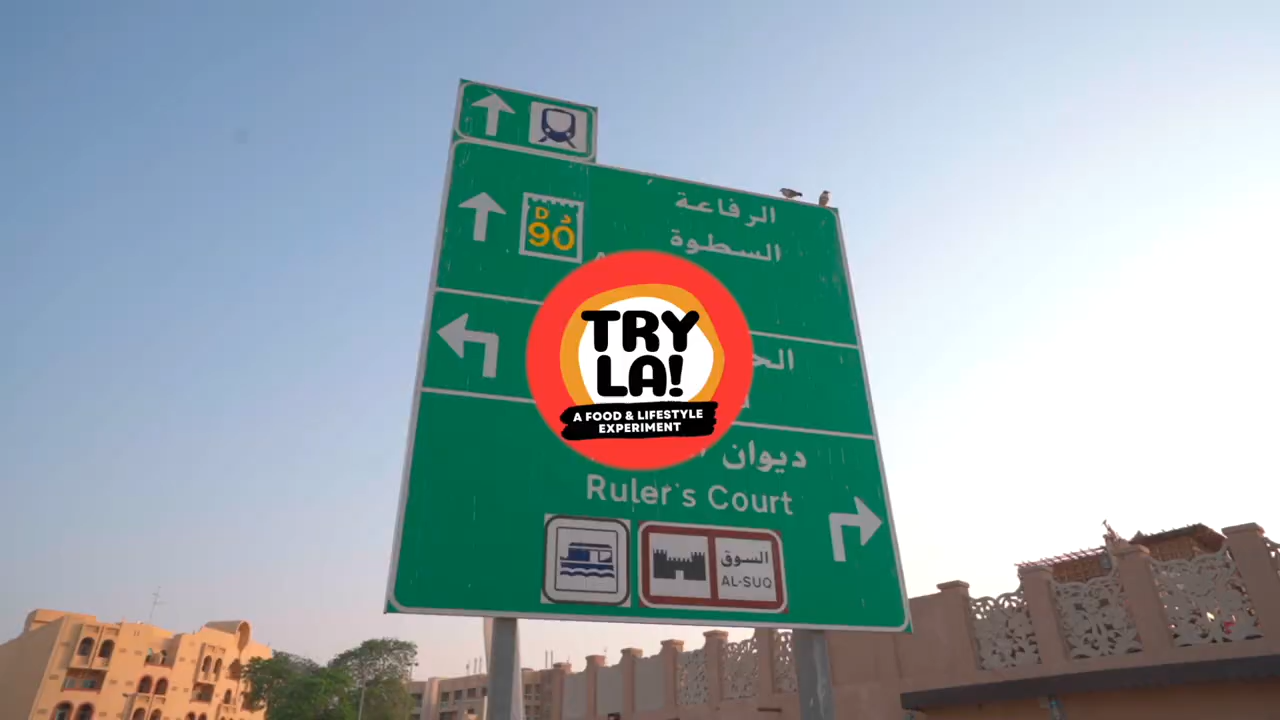 D د
90
الرفاعة
السطوة
TRY
LA!
A FOOD & LIFESTYLE
EXPERIMENT
ديوان
Ruler's Court
السوق
AL-SUQ